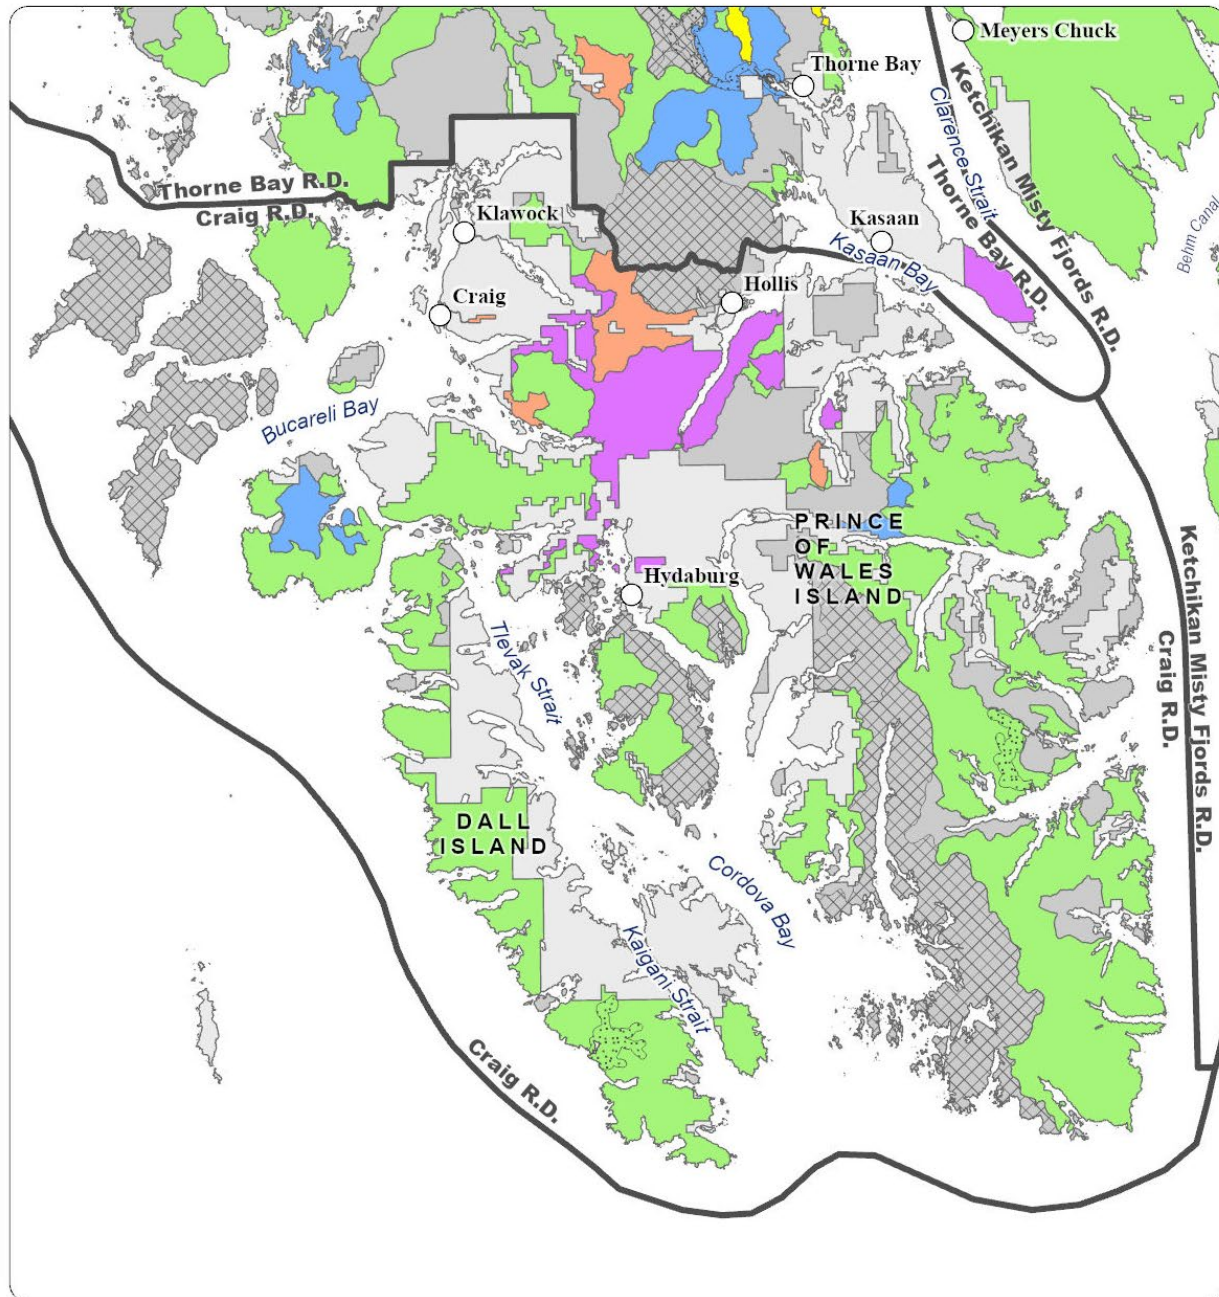 Meyers Chuck
Thorne Bay
Ketchikan Misty Fjords R.D.
Clarence Strait
Thorne Bay R.D.
Thorne Bay R.D.
Craig R.D.
Klawock
Kasaan
Kasaan Bay
Behm Canal
Craig
Hollis
Bucareli Bay
PRINCE
OF
WALES
ISLAND
Hydaburg
Tlevak Strait
Ketchikan Misty Fjords R.D.
Craig R.D.
DALL
ISLAND
Cordova Bay
Kaigani Strait
Craig R.D.